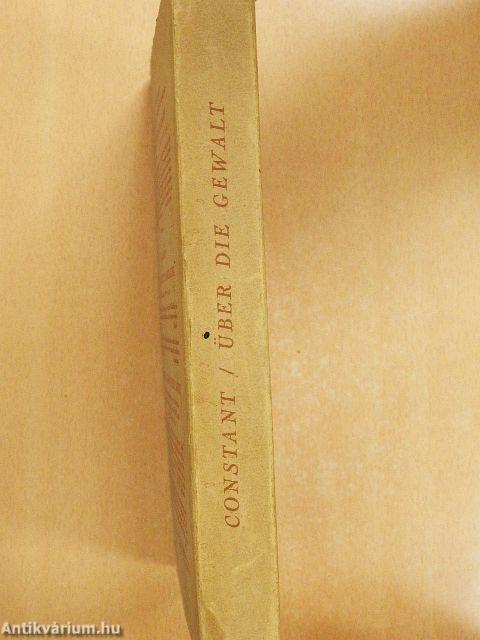 CONSTANT / ÜBER DIE GEWALT
Antikvárium.hu